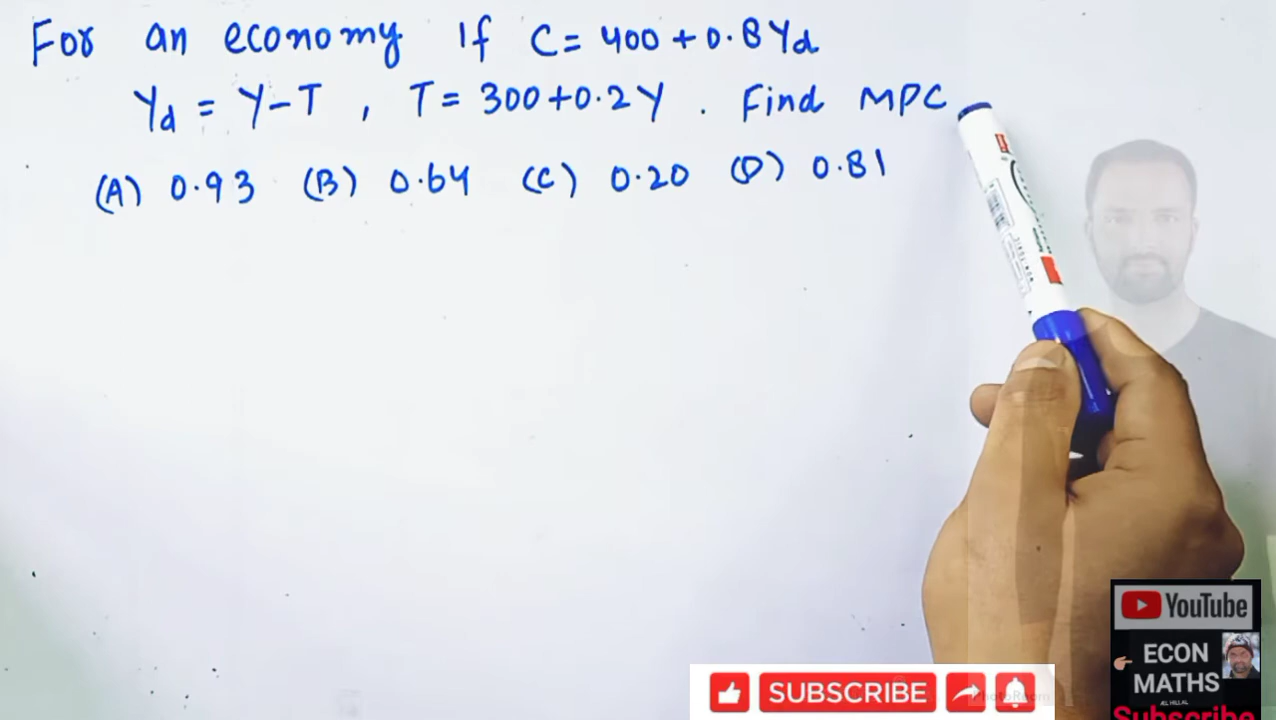 For an economy If C = 400 + 0.8Yd
Yd = Y - T , T = 300 + 0.2Y . Find MPC
(A) 0.93 (B) 0.64 (C) 0.20 (D) 0.81
YouTube
ECON
MATHS
SUBSCRIBE
Subscribe